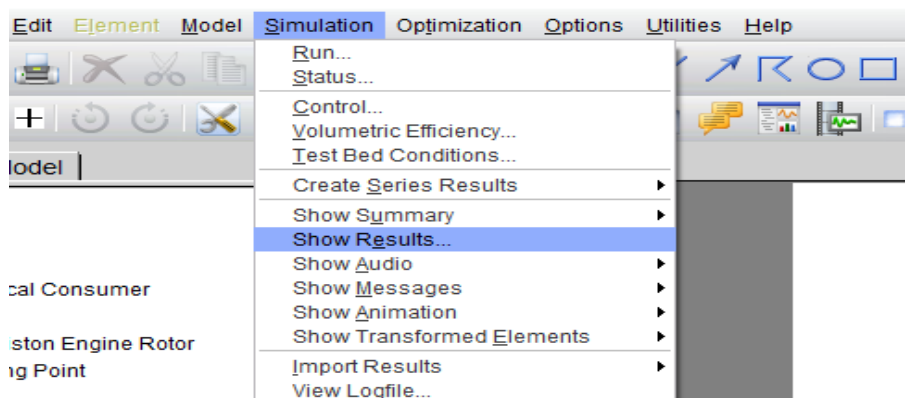 Edit Element Model Simulation Optimization Options Utilities Help
Run...
Status...
Control...
Volumetric Efficiency...
Test Bed Conditions...
odel
Create Series Results
Show Summary
Show Results...
Show Audio
cal Consumer
Show Messages
Show Animation
ston Engine Rotor
Show Transformed Elements
ng Point
Import Results
View Logfile...